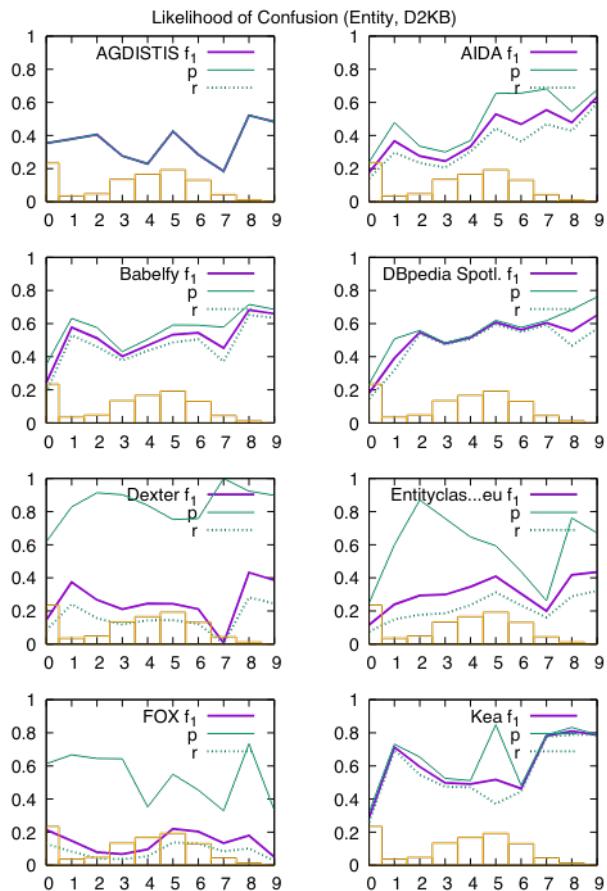 Likelihood of Confusion (Entity, D2KB)
AGDISTIS f1
p
r
1
0.8
0.6
0.4
0.2
0
0 1 2 3 4 5 6 7 8 9
AIDA f1
p
r
1
0.8
0.6
0.4
0.2
0
0 1 2 3 4 5 6 7 8 9
Babelfy f1
p
r
1
0.8
0.6
0.4
0.2
0
0 1 2 3 4 5 6 7 8 9
DBpedia Spotl. f1
p
r
1
0.8
0.6
0.4
0.2
0
0 1 2 3 4 5 6 7 8 9
Dexter f1
p
r
1
0.8
0.6
0.4
0.2
0
0 1 2 3 4 5 6 7 8 9
Entityclas...eu f1
p
r
1
0.8
0.6
0.4
0.2
0
0 1 2 3 4 5 6 7 8 9
FOX f1
p
r
1
0.8
0.6
0.4
0.2
0
0 1 2 3 4 5 6 7 8 9
Kea f1
p
r
1
0.8
0.6
0.4
0.2
0
0 1 2 3 4 5 6 7 8 9